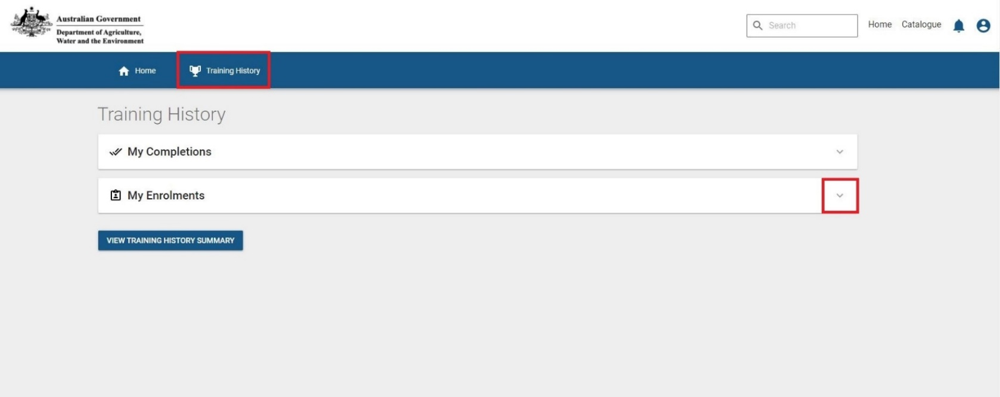 Australian Government
Department of Agriculture,
Water and the Environment
Search
Home Catalogue
Home Training History
Training History
My Completions
My Enrolments
VIEW TRAINING HISTORY SUMMARY